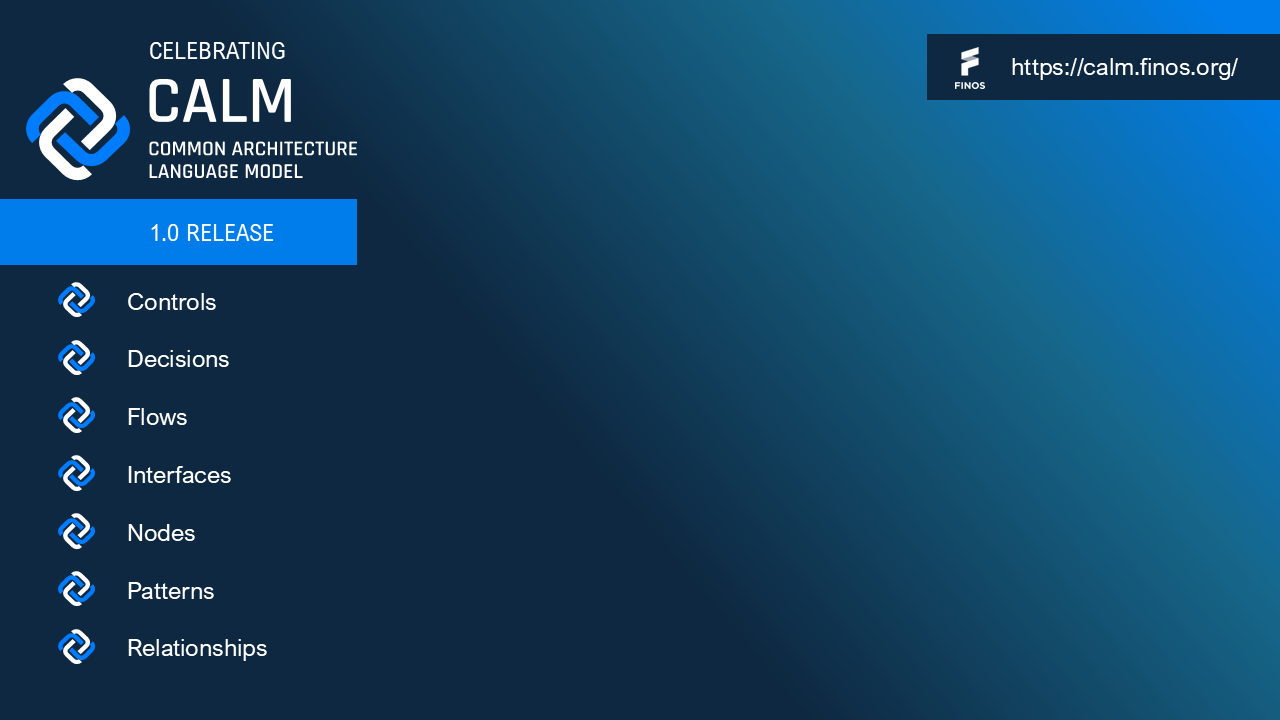 CELEBRATING
CALM
COMMON ARCHITECTURE
LANGUAGE MODEL
FINOS
https://calm.finos.org/
1.0 RELEASE
Controls
Decisions
Flows
Interfaces
Nodes
Patterns
Relationships